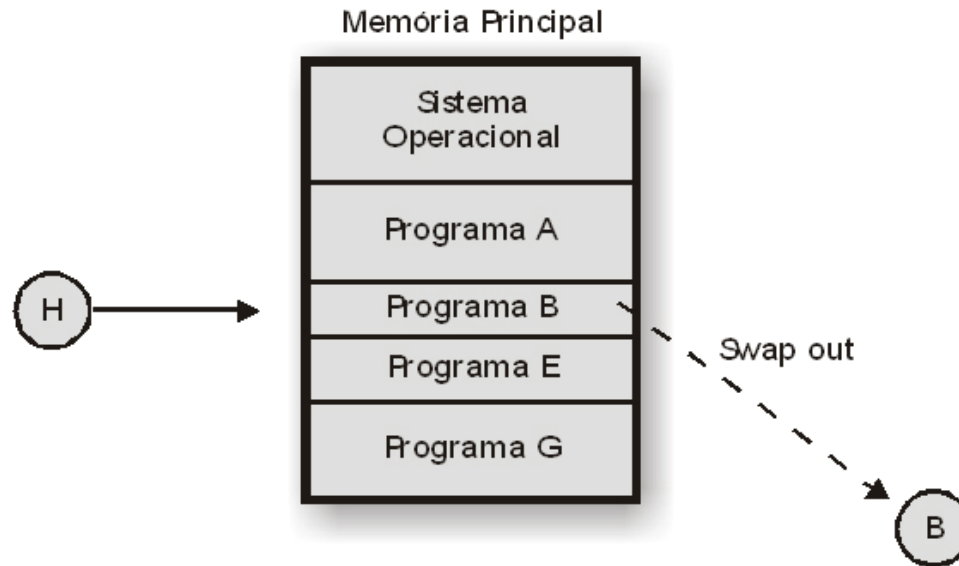 Memória Principal
Sistema
Operacional
Programa A
H
Programa B
Swap out
Programa E
Programa G
B